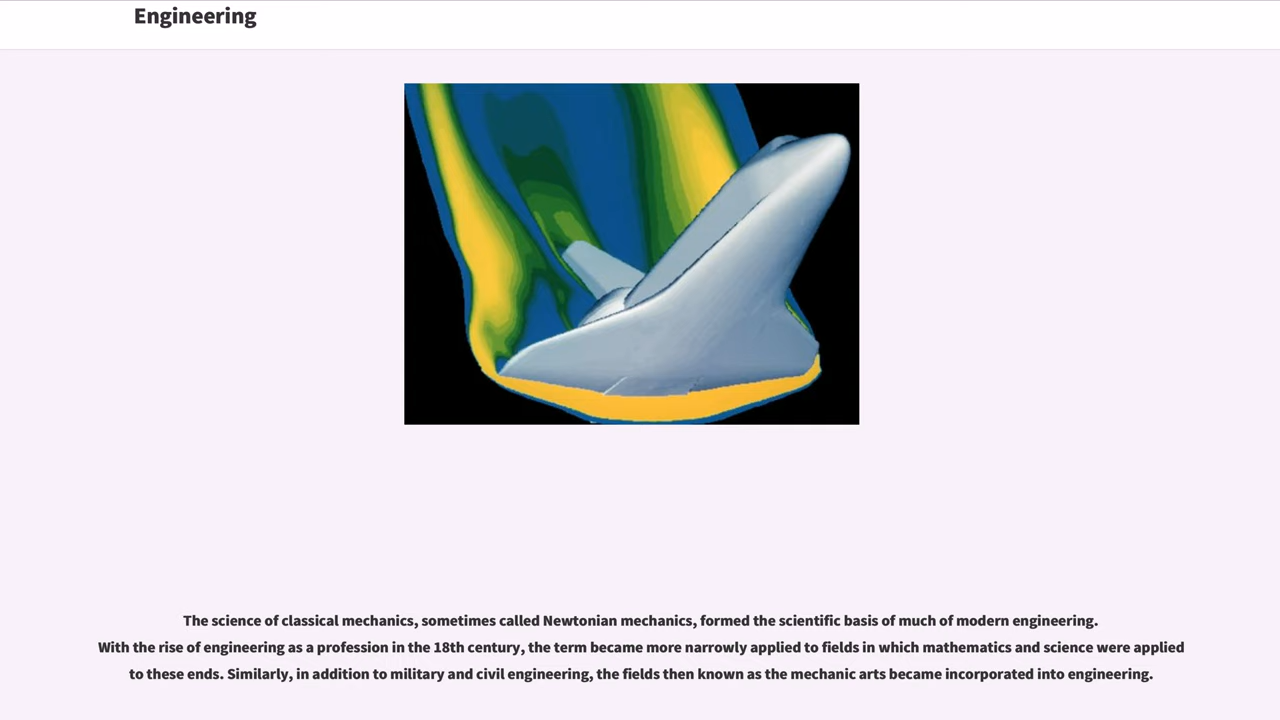 Engineering
The science of classical mechanics, sometimes called Newtonian mechanics, formed the scientific basis of much of modern engineering.
With the rise of engineering as a profession in the 18th century, the term became more narrowly applied to fields in which mathematics and science were applied
to these ends. Similarly, in addition to military and civil engineering, the fields then known as the mechanic arts became incorporated into engineering.